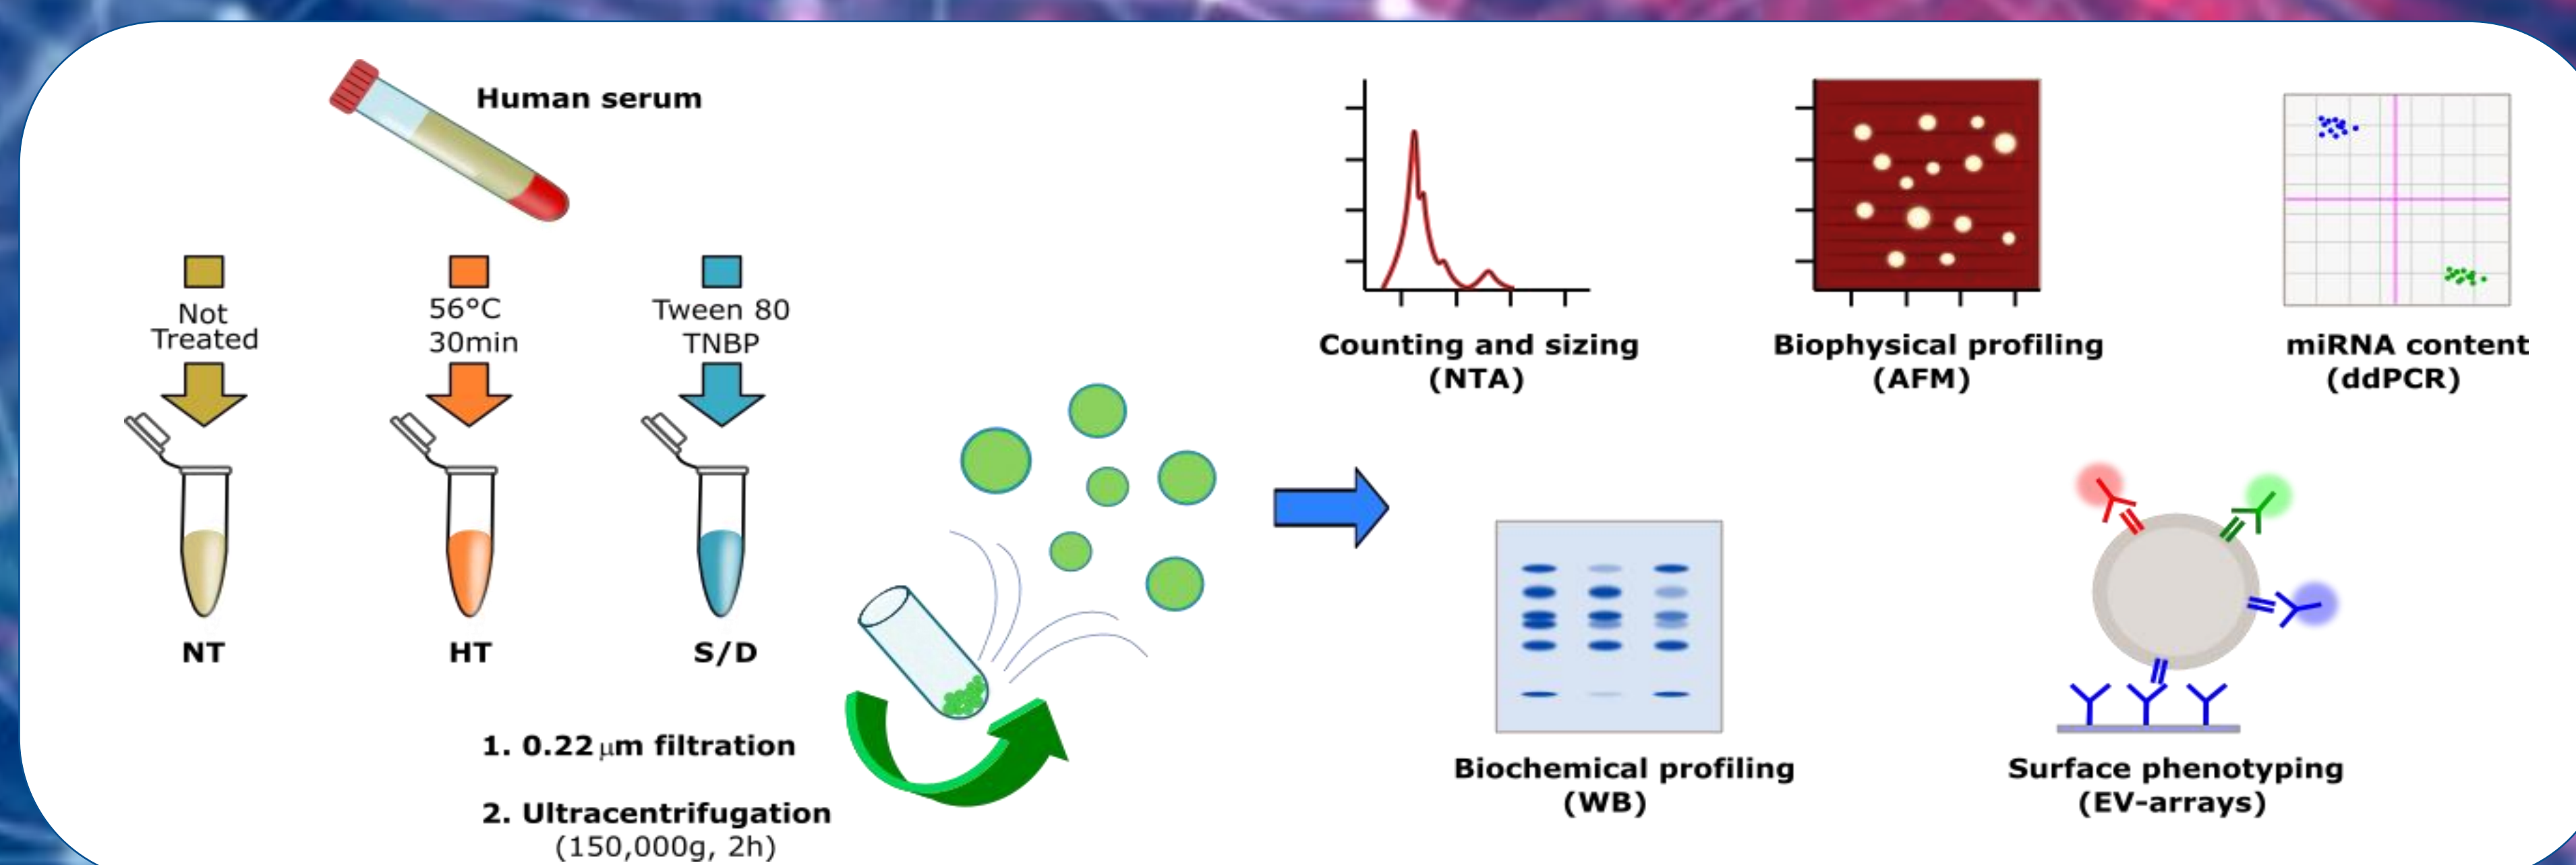 Human serum
Not
Treated
56°C
30min
Tween 80
TNBP
NT
HT
S/D
1. 0.22 μm filtration
2. Ultracentrifugation
(150,000g, 2h)
Counting and sizing
(NTA)
Biophysical profiling
(AFM)
miRNA content
(ddPCR)
Biochemical profiling
(WB)
Surface phenotyping
(EV-arrays)